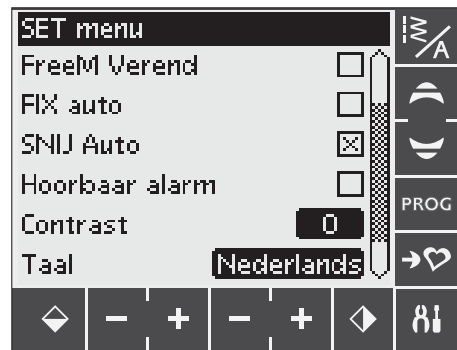 SET menu
FreeM Verend
FIX auto
SNIJ Auto
Hoorbaar alarm
Contrast 0
Taal Nederlands
A
PROG